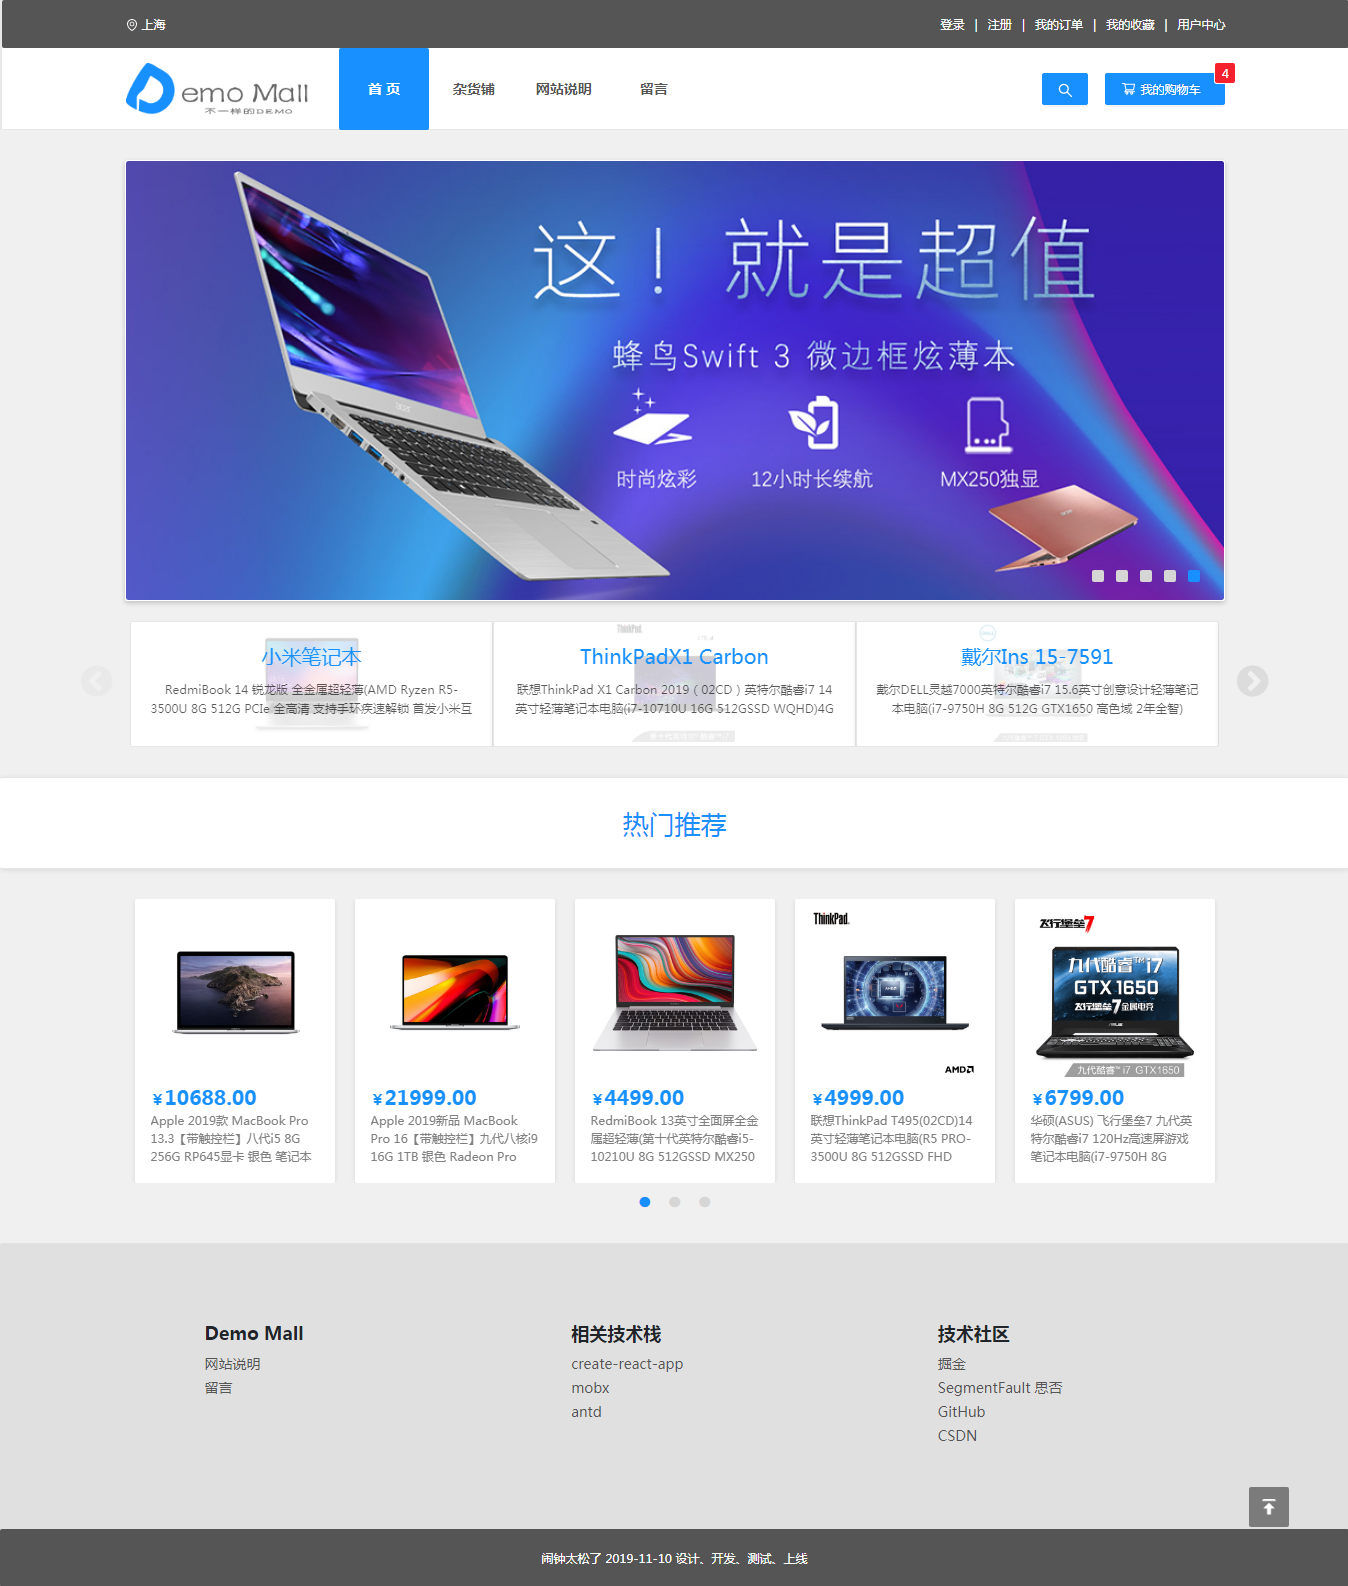 上海
登录 | 注册 | 我的订单 | 我的收藏 | 用户中心
emo Mall
不一样的DEMO
首 页 杂货铺 网站说明 留言
我的购物车 4
这！就是超值
蜂鸟Swift 3 微边框炫薄本
时尚炫彩 12小时长续航 MX250独显
小米笔记本
RedmiBook 14 锐龙版 全金属超轻薄(AMD Ryzen R5-
3500U 8G 512G PCIe 全高清 支持手环疾速解锁 首发小米互
ThinkPad
ThinkPadX1 Carbon
联想ThinkPad X1 Carbon 2019（02CD）英特尔酷睿i7 14
英寸轻薄笔记本电脑(i7-10710U 16G 512GSSD WQHD)4G
戴尔Ins 15-7591
戴尔DELL灵越7000英特尔酷睿i7 15.6英寸创意设计轻薄笔记
本电脑(i7-9750H 8G 512G GTX1650 高色域 2年全智)
热门推荐
¥10688.00
Apple 2019款 MacBook Pro
13.3【带触控栏】八代i5 8G
256G RP645显卡 银色 笔记本
¥21999.00
Apple 2019新品 MacBook
Pro 16【带触控栏】九代八核i9
16G 1TB 银色 Radeon Pro
¥4499.00
RedmiBook 13英寸全面屏全金
属超轻薄(第十代英特尔酷睿i5-
10210U 8G 512GSSD MX250
ThinkPad
AMD
¥4999.00
联想ThinkPad T495(02CD)14
英寸轻薄笔记本电脑(R5 PRO-
3500U 8G 512GSSD FHD
飞行堡垒7
九代酷睿™i7
GTX 1650
飞行堡垒7金属电竞
九代酷睿™i7 GTX1650
¥6799.00
华硕(ASUS) 飞行堡垒7 九代英
特尔酷睿i7 120Hz高速屏游戏
笔记本电脑(i7-9750H 8G
Demo Mall
网站说明
留言
相关技术栈
create-react-app
mobx
antd
技术社区
掘金
SegmentFault 思否
GitHub
CSDN
闹钟太松了 2019-11-10 设计、开发、测试、上线